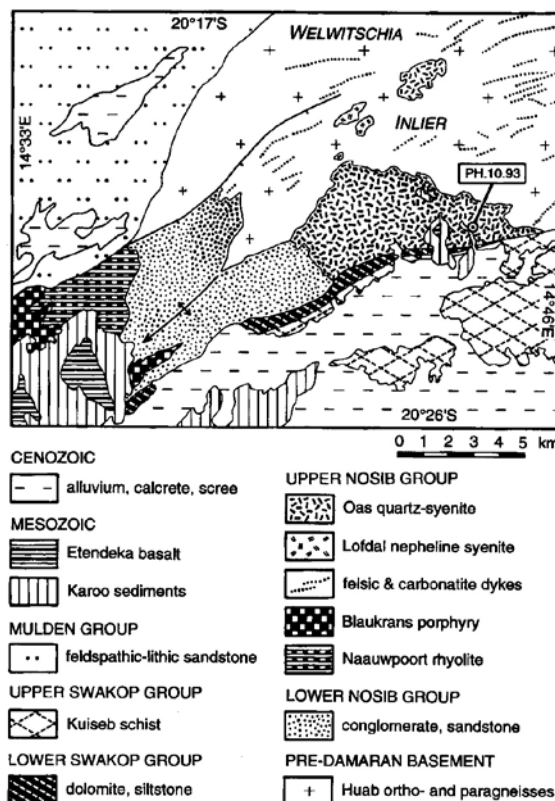 20°17'S
WELWITSCHIA
14°33'E
INLIER
PH.10.93
14°46'E
20°26'S
0 1 2 3 4 5 km
CENOZOIC
alluvium, calcrete, scree
MESOZOIC
Etendeka basalt
Karoo sediments
MULDEN GROUP
feldspathic-lithic sandstone
UPPER SWAKOP GROUP
Kuiseb schist
LOWER SWAKOP GROUP
dolomite, siltstone
UPPER NOSIB GROUP
Oas quartz-syenite
Lofdal nepheline syenite
felsic & carbonatite dykes
Blaukrans porphyry
Naauwpoort rhyolite
LOWER NOSIB GROUP
conglomerate, sandstone
PRE-DAMARAN BASEMENT
Huab ortho- and paragneisses